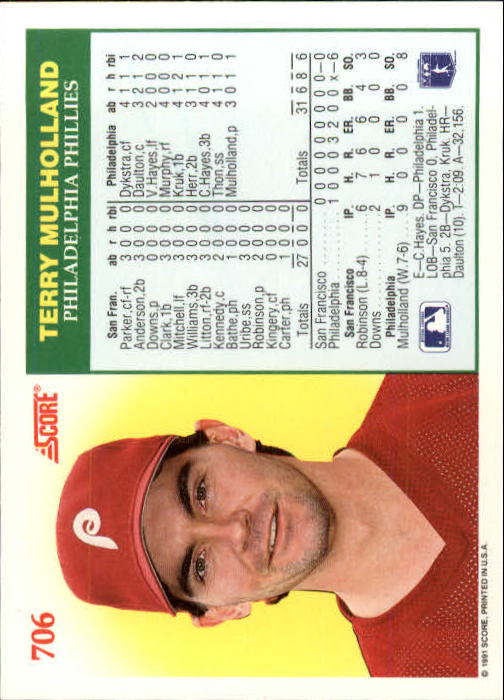 706
SCORE®
© 1991 SCORE, PRINTED IN U.S.A.
TERRY MULHOLLAND
PHILADELPHIA PHILLIES
San Fran. ab r h rbi
Parker,cf-rf 3 0 0 0
Anderson,2b 3 0 0 0
Downs,p 0 0 0 0
Clark,1b 3 0 0 0
Mitchell,lf 3 0 0 0
Williams,3b 3 0 0 0
Litton,rf-2b 3 0 0 0
Kennedy,c 2 0 0 0
Bathe,ph 1 0 0 0
Uribe,ss 3 0 0 0
Robinson,p 2 0 0 0
Kingery,cf 0 0 0 0
Carter,ph 1 0 0 0
Totals 27 0 0 0
Philadelphia ab r h rbi
Dykstra,cf 4 1 1 1
Daulton,c 3 2 1 2
V.Hayes,lf 2 0 0 0
Murphy,rf 4 0 0 0
Kruk,1b 4 1 2 1
Herr,2b 3 0 0 0
C.Hayes,3b 4 1 1 1
Thon,ss 4 0 1 0
Mulholland,p 3 1 1 1
Totals 31 6 8 6
San Francisco 0 0 0 0 0 0 0 0 0—0
Philadelphia 1 0 0 0 3 2 0 0 x—6
San Francisco IP. H. R. ER. BB. SO.
Robinson (L.8-4) 6 7 6 6 4 3
Downs 2 1 0 0 0 0
Philadelphia IP. H. R. ER. BB. SO.
Mulholland (W.7-6) 9 0 0 0 0 8
E—C.Hayes. DP—Philadelphia 1.
LOB—San Francisco 0, Philadel-
phia 5. 2B—Dykstra, Kruk. HR—
Daulton (10). T—2:09. A—32,156.